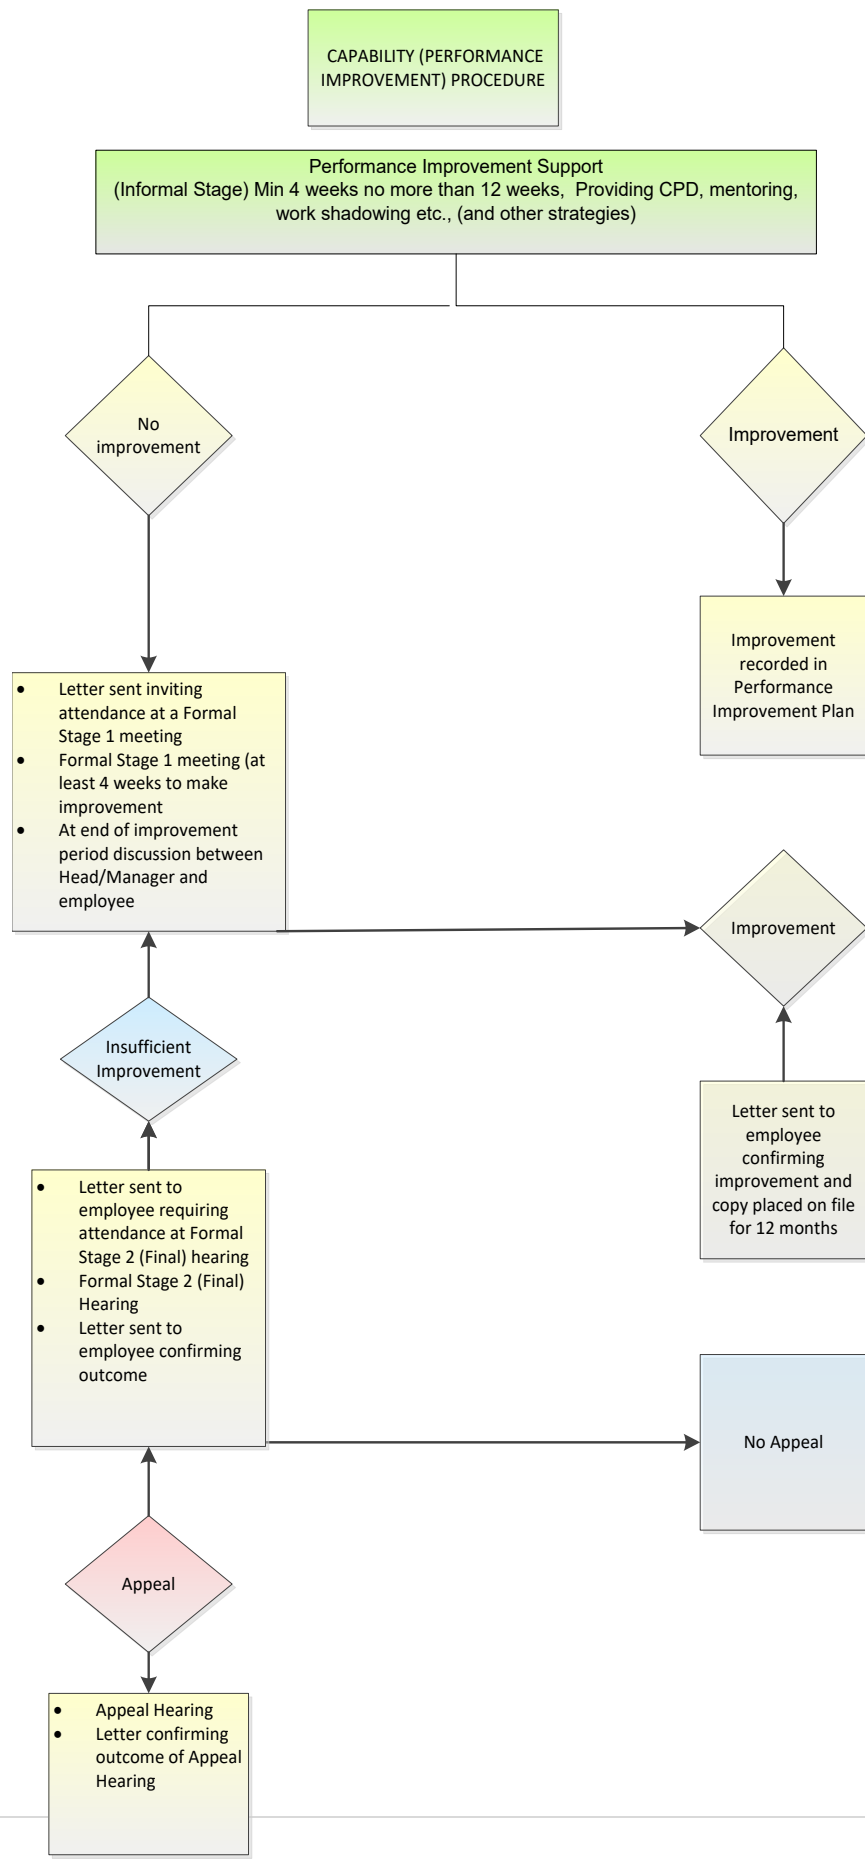 CAPABILITY (PERFORMANCE
IMPROVEMENT) PROCEDURE
Performance Improvement Support
(Informal Stage) Min 4 weeks no more than 12 weeks,  Providing CPD, mentoring,
work shadowing etc., (and other strategies)
No
improvement
Improvement
Improvement
recorded in
Performance
Improvement Plan
• Letter sent inviting
attendance at a Formal
Stage 1 meeting
• Formal Stage 1 meeting (at
least 4 weeks to make
improvement
• At end of improvement
period discussion between
Head/Manager and
employee
Improvement
Insufficient
Improvement
Letter sent to
employee
confirming
improvement and
copy placed on file
for 12 months
• Letter sent to
employee requiring
attendance at Formal
Stage 2 (Final) hearing
• Formal Stage 2 (Final)
Hearing
• Letter sent to
employee confirming
outcome
No Appeal
Appeal
• Appeal Hearing
• Letter confirming
outcome of Appeal
Hearing